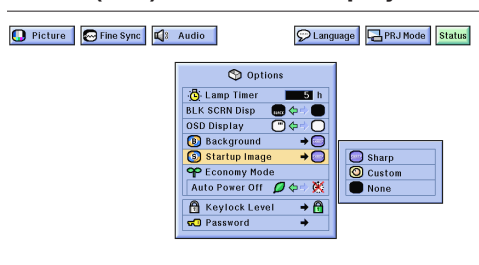 Picture Fine Sync Audio Language PRJ Mode Status
Options
Lamp Timer 5 h
BLK SCRN Disp
OSD Display
Background
Startup Image
Sharp
Economy Mode
Custom
Auto Power Off
None
Keylock Level
Password